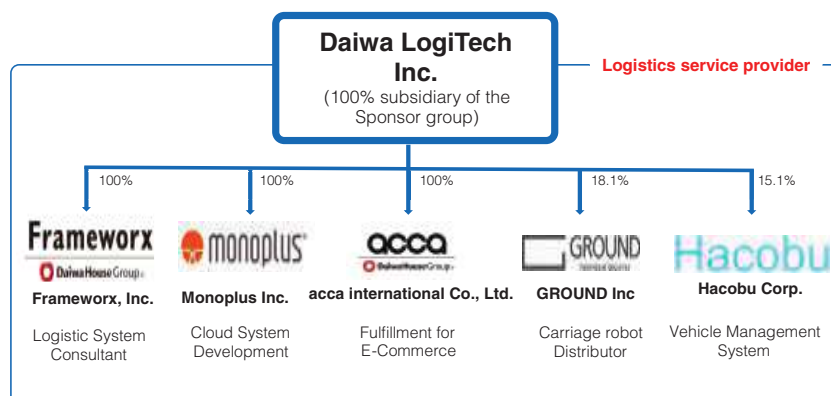 Daiwa LogiTech
Inc.
(100% subsidiary of the
Sponsor group)
Logistics service provider
100%
100%
100%
18.1%
15.1%
Frameworx
DaiwaHouseGroup
monoplus
acca
DaiwaHouseGroup
GROUND
Hacobu
Frameworx, Inc.
Monoplus Inc.
acca international Co., Ltd.
GROUND Inc
Hacobu Corp.
Logistic System
Consultant
Cloud System
Development
Fulfillment for
E-Commerce
Carriage robot
Distributor
Vehicle Management
System